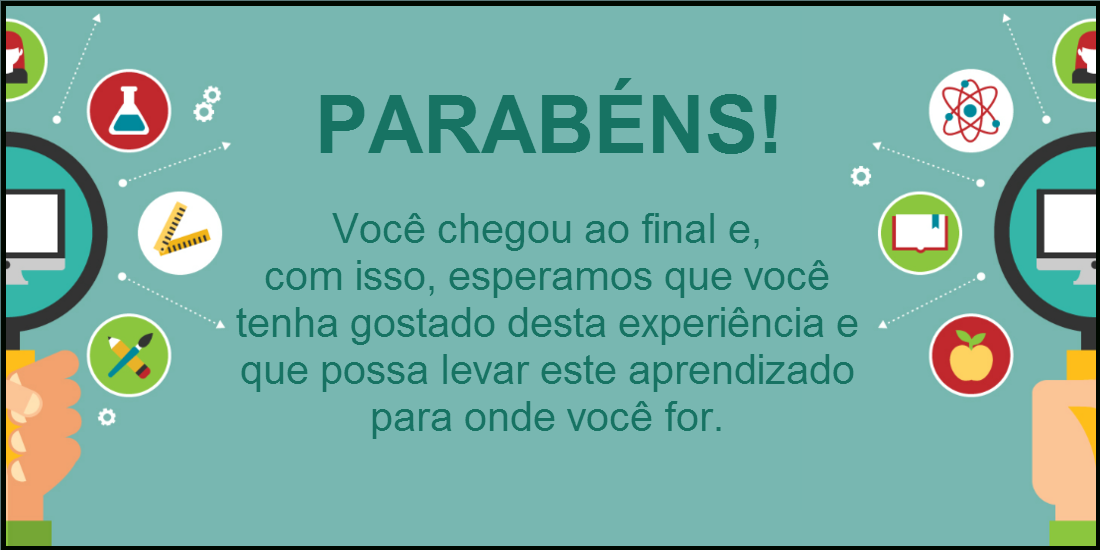 PARABÉNS!
Você chegou ao final e,
com isso, esperamos que você
tenha gostado desta experiência e
que possa levar este aprendizado
para onde você for.